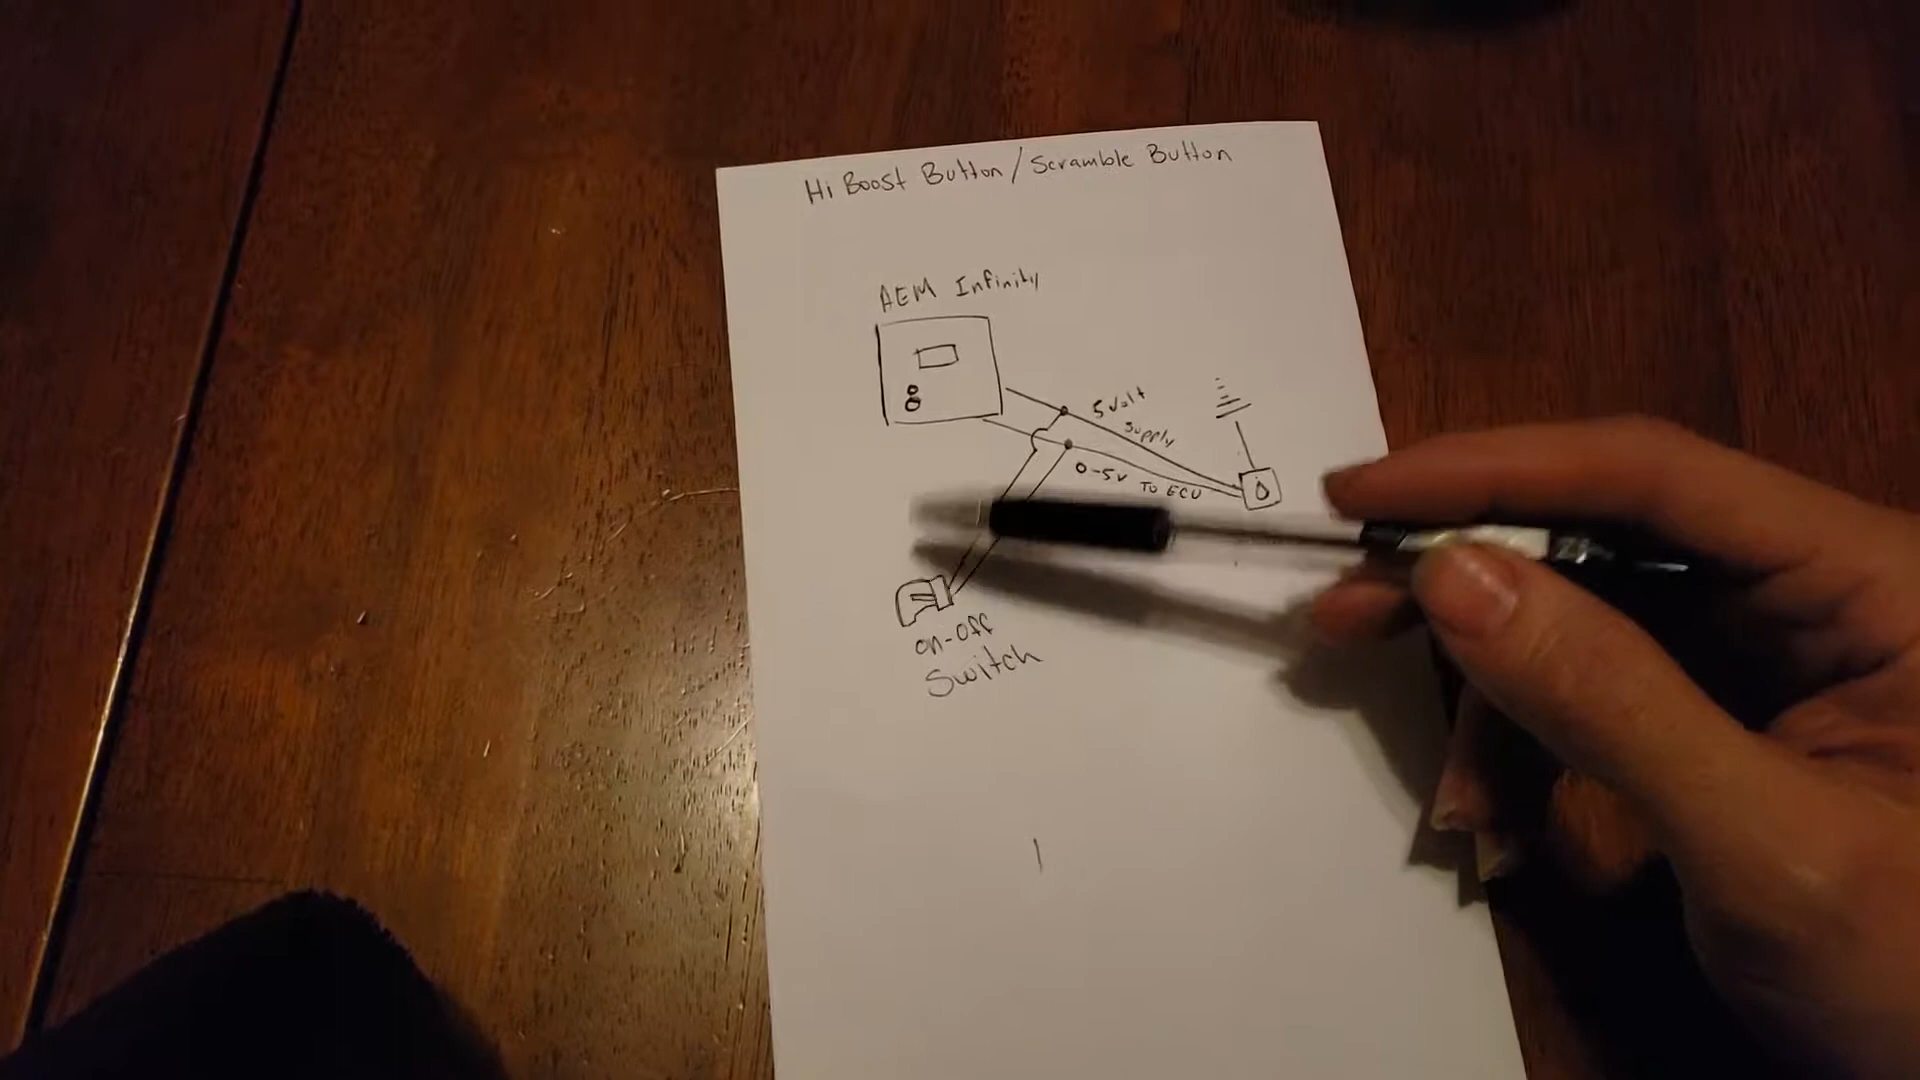 Hi Boost Button/Scramble Button
AEM Infinity
5 Volt
Supply
0-5V TO ECU
on-off
Switch